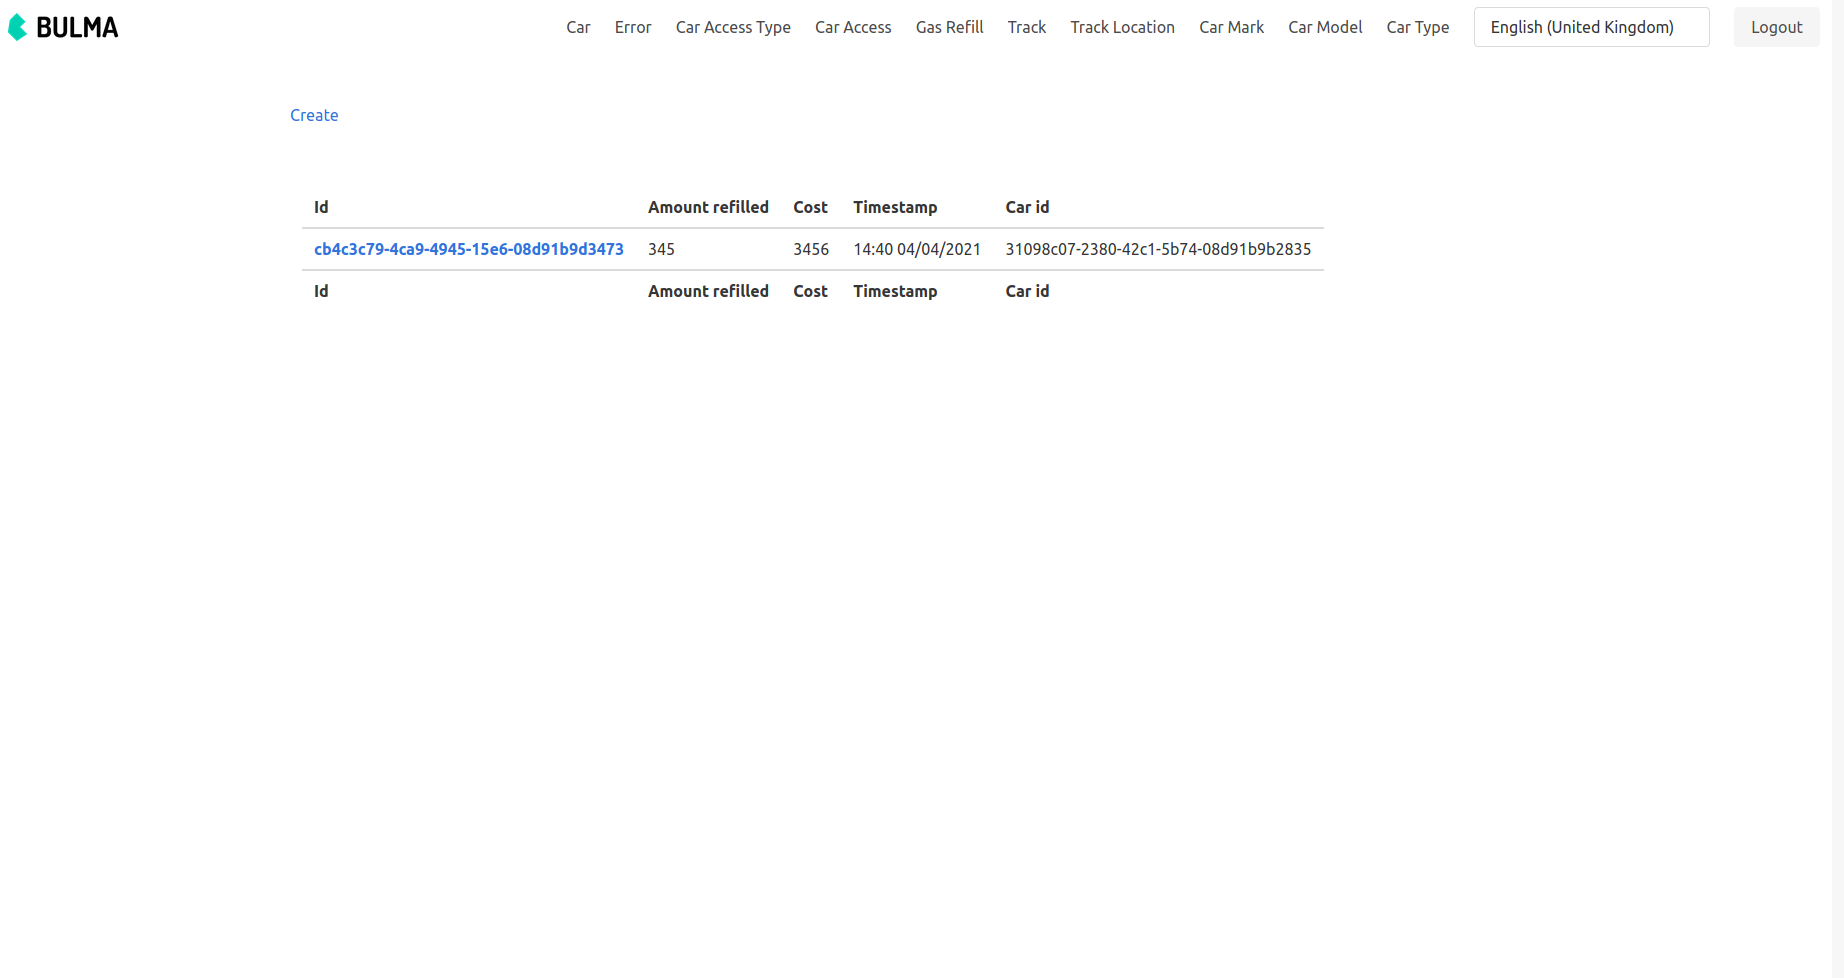 BULMA Car Error Car Access Type Car Access Gas Refill Track Track Location Car Mark Car Model Car Type English (United Kingdom) Logout
Create
Id Amount refilled Cost Timestamp Car id
cb4c3c79-4ca9-4945-15e6-08d91b9d3473 345 3456 14:40 04/04/2021 31098c07-2380-42c1-5b74-08d91b9b2835
Id Amount refilled Cost Timestamp Car id